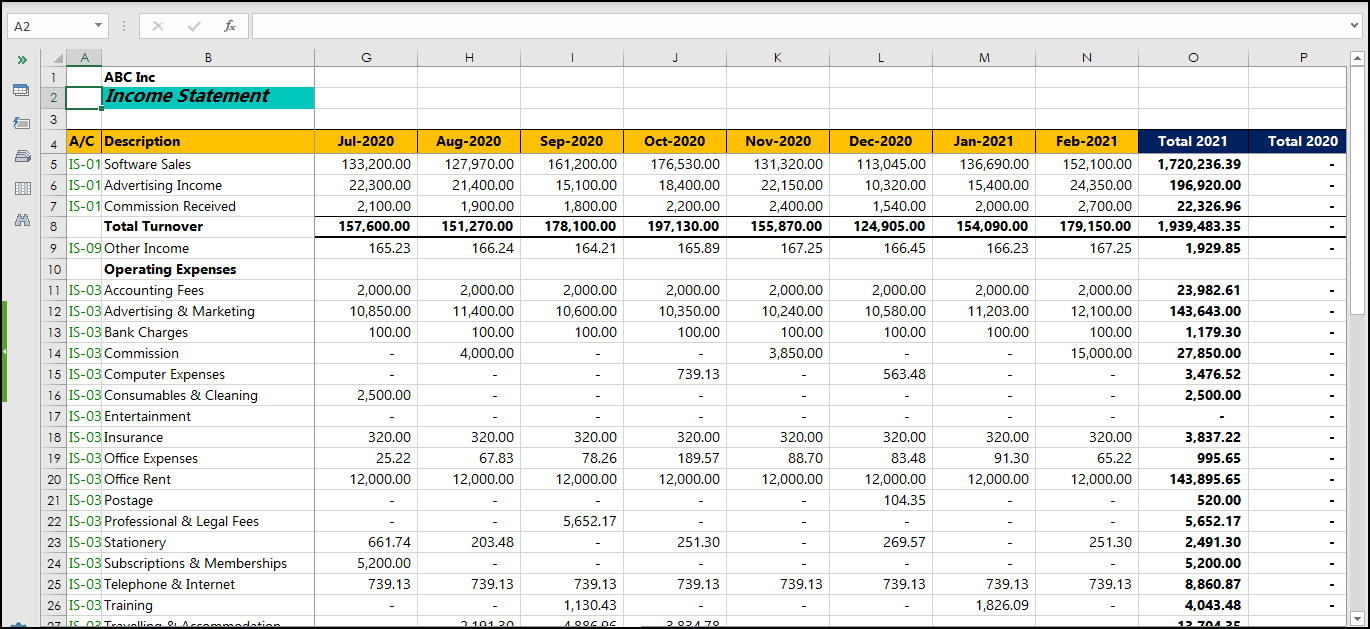 A2 fx
A B G H I J K L M N O P
1 ABC Inc
2 Income Statement
3
4 A/C Description Jul-2020 Aug-2020 Sep-2020 Oct-2020 Nov-2020 Dec-2020 Jan-2021 Feb-2021 Total 2021 Total 2020
5 IS-01 Software Sales 133,200.00 127,970.00 161,200.00 176,530.00 131,320.00 113,045.00 136,690.00 152,100.00 1,720,236.39 -
6 IS-01 Advertising Income 22,300.00 21,400.00 15,100.00 18,400.00 22,150.00 10,320.00 15,400.00 24,350.00 196,920.00 -
7 IS-01 Commission Received 2,100.00 1,900.00 1,800.00 2,200.00 2,400.00 1,540.00 2,000.00 2,700.00 22,326.96 -
8 Total Turnover 157,600.00 151,270.00 178,100.00 197,130.00 155,870.00 124,905.00 154,090.00 179,150.00 1,939,483.35 -
9 IS-09 Other Income 165.23 166.24 164.21 165.89 167.25 166.45 166.23 167.25 1,929.85 -
10 Operating Expenses
11 IS-03 Accounting Fees 2,000.00 2,000.00 2,000.00 2,000.00 2,000.00 2,000.00 2,000.00 2,000.00 23,982.61 -
12 IS-03 Advertising & Marketing 10,850.00 11,400.00 10,600.00 10,350.00 10,240.00 10,580.00 11,203.00 12,100.00 143,643.00 -
13 IS-03 Bank Charges 100.00 100.00 100.00 100.00 100.00 100.00 100.00 100.00 1,179.30 -
14 IS-03 Commission - 4,000.00 - - 3,850.00 - - 15,000.00 27,850.00 -
15 IS-03 Computer Expenses - - - 739.13 - 563.48 - - 3,476.52 -
16 IS-03 Consumables & Cleaning 2,500.00 - - - - - - - 2,500.00 -
17 IS-03 Entertainment - - - - - - - - - -
18 IS-03 Insurance 320.00 320.00 320.00 320.00 320.00 320.00 320.00 320.00 3,837.22 -
19 IS-03 Office Expenses 25.22 67.83 78.26 189.57 88.70 83.48 91.30 65.22 995.65 -
20 IS-03 Office Rent 12,000.00 12,000.00 12,000.00 12,000.00 12,000.00 12,000.00 12,000.00 12,000.00 143,895.65 -
21 IS-03 Postage - - - - - 104.35 - - 520.00 -
22 IS-03 Professional & Legal Fees - - 5,652.17 - - - - - 5,652.17 -
23 IS-03 Stationery 661.74 203.48 - 251.30 - 269.57 - 251.30 2,491.30 -
24 IS-03 Subscriptions & Memberships 5,200.00 - - - - - - - 5,200.00 -
25 IS-03 Telephone & Internet 739.13 739.13 739.13 739.13 739.13 739.13 739.13 739.13 8,860.87 -
26 IS-03 Training - - 1,130.43 - - - 1,826.09 - 4,043.48 -
27 IS-03 Travelling & Accommodation 2,191.30 4,886.96 3,834.78 13,704.35